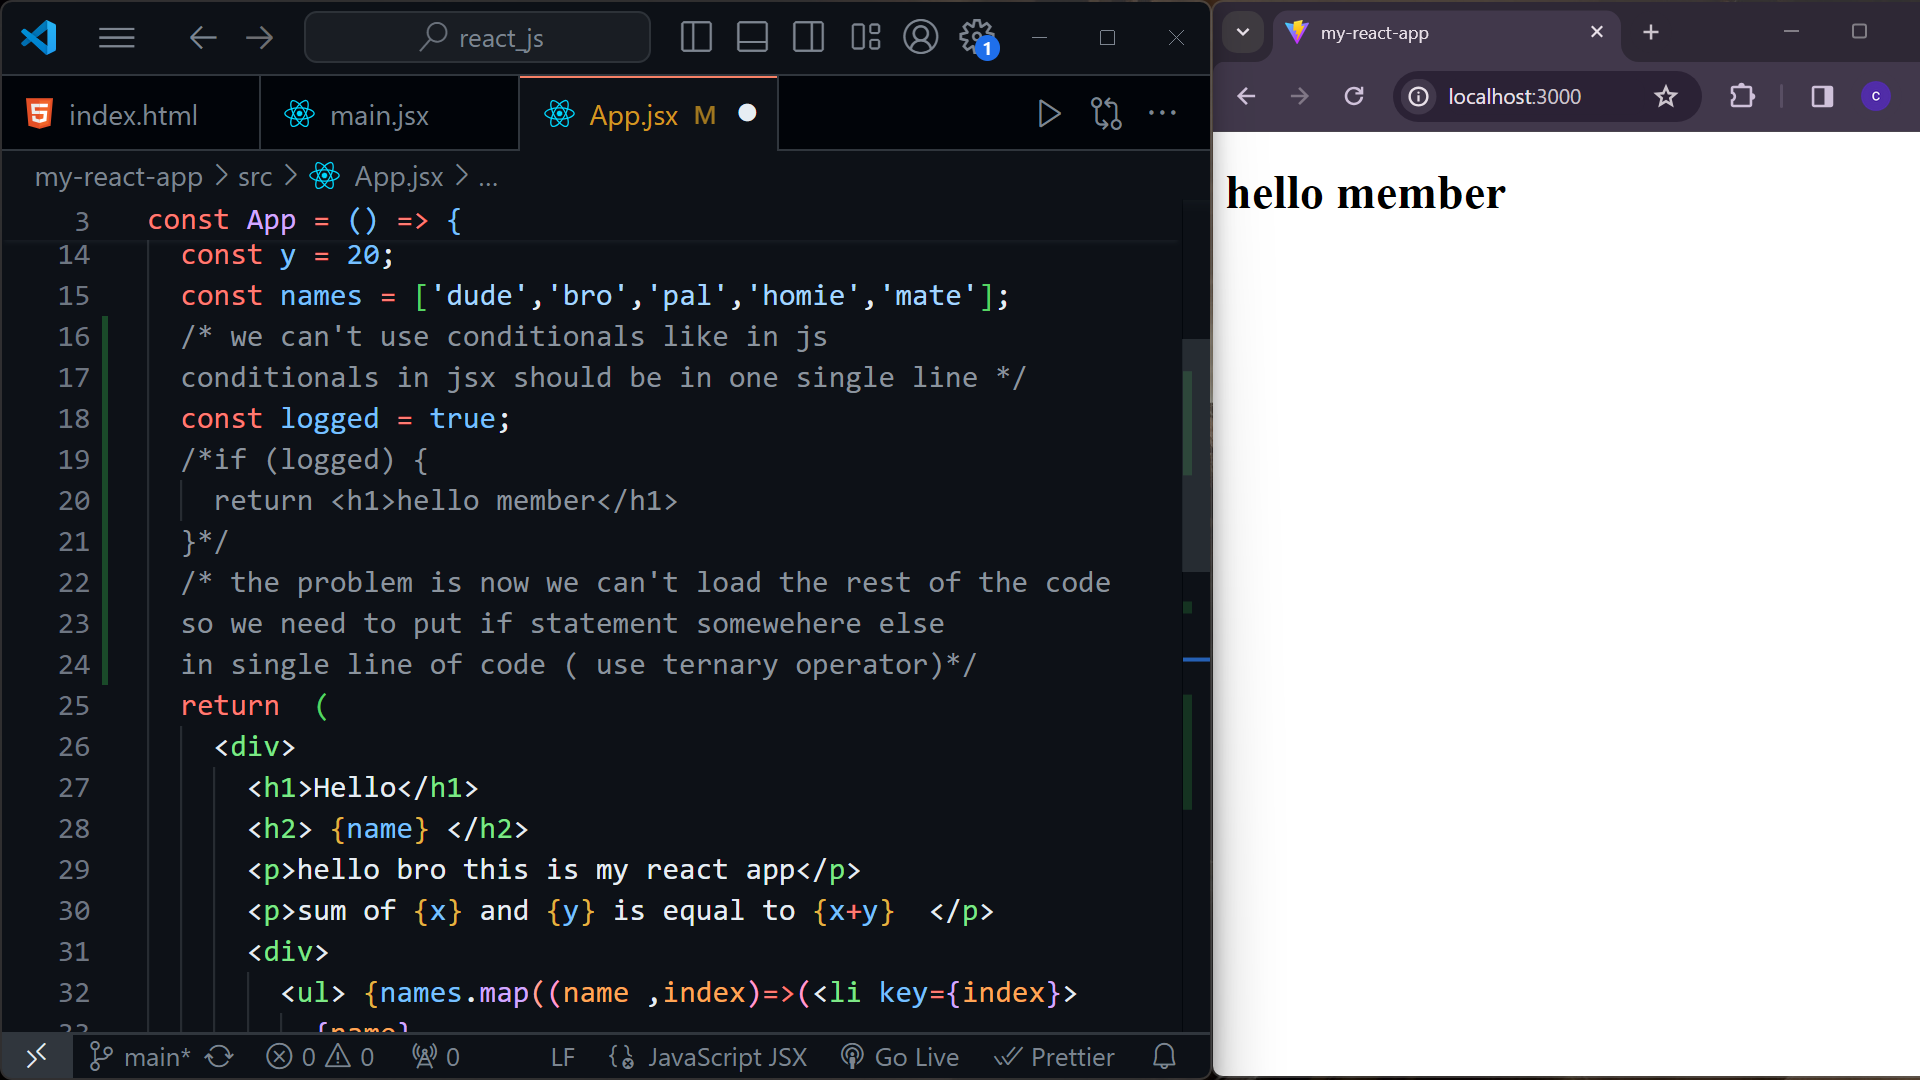 react_js
1
index.html
main.jsx
App.jsx M
my-react-app > src > App.jsx > ...
3 const App = () => {
14 const y = 20;
15 const names = ['dude','bro','pal','homie','mate'];
16 /* we can't use conditionals like in js
17 conditionals in jsx should be in one single line */
18 const logged = true;
19 /*if (logged) {
20 return <h1>hello member</h1>
21 }*/
22 /* the problem is now we can't load the rest of the code
23 so we need to put if statement somewehere else
24 in single line of code ( use ternary operator)*/
25 return  (
26 <div>
27 <h1>Hello</h1>
28 <h2> {name} </h2>
29 <p>hello bro this is my react app</p>
30 <p>sum of {x} and {y} is equal to {x+y}  </p>
31 <div>
32 <ul> {names.map((name ,index)=>(<li key={index}>
33 {name}
main* 0 0 0 LF JavaScript JSX Go Live Prettier
my-react-app
localhost:3000
c
hello member